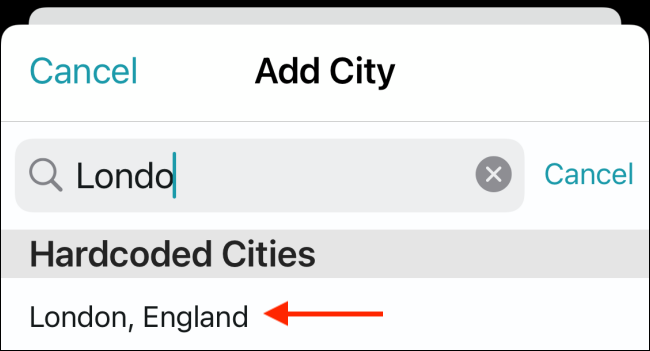 Cancel Add City
Londo Cancel
Hardcoded Cities
London, England